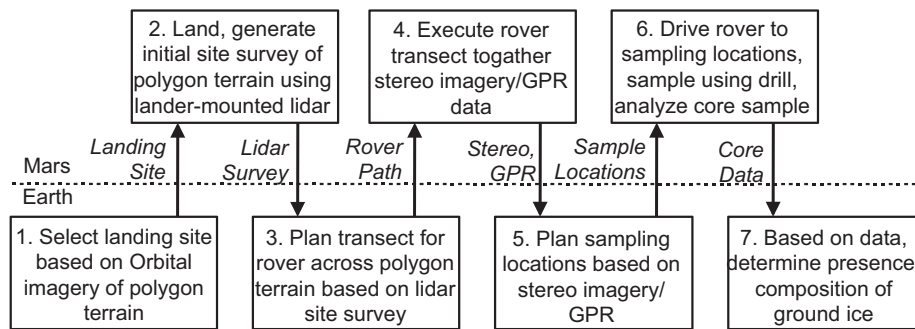 2. Land, generate
initial site survey of
polygon terrain using
lander-mounted lidar
4. Execute rover
transect togather
stereo imagery/GPR
data
6. Drive rover to
sampling locations,
sample using drill,
analyze core sample
Landing
Site
Lidar
Survey
Rover
Path
Stereo,
GPR
Sample
Locations
Core
Data
Mars
Earth
1. Select landing site
based on Orbital
imagery of polygon
terrain
3. Plan transect for
rover across polygon
terrain based on lidar
site survey
5. Plan sampling
locations based on
stereo imagery/
GPR
7. Based on data,
determine presence
composition of
ground ice